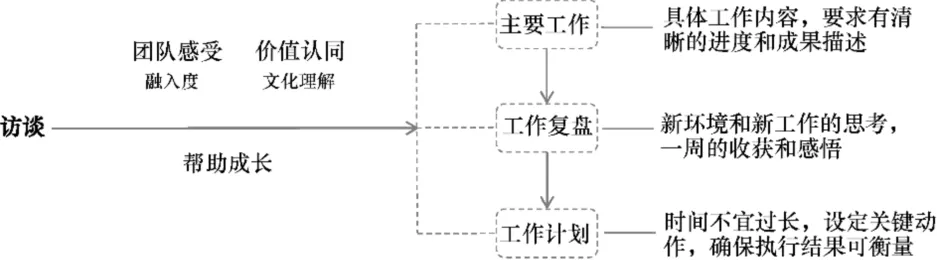 访谈
团队感受
融入度
价值认同
文化理解
帮助成长
主要工作
具体工作内容，要求有清
晰的进度和成果描述
工作复盘
新环境和新工作的思考，
一周的收获和感悟
工作计划
时间不宜过长，设定关键动
作，确保执行结果可衡量